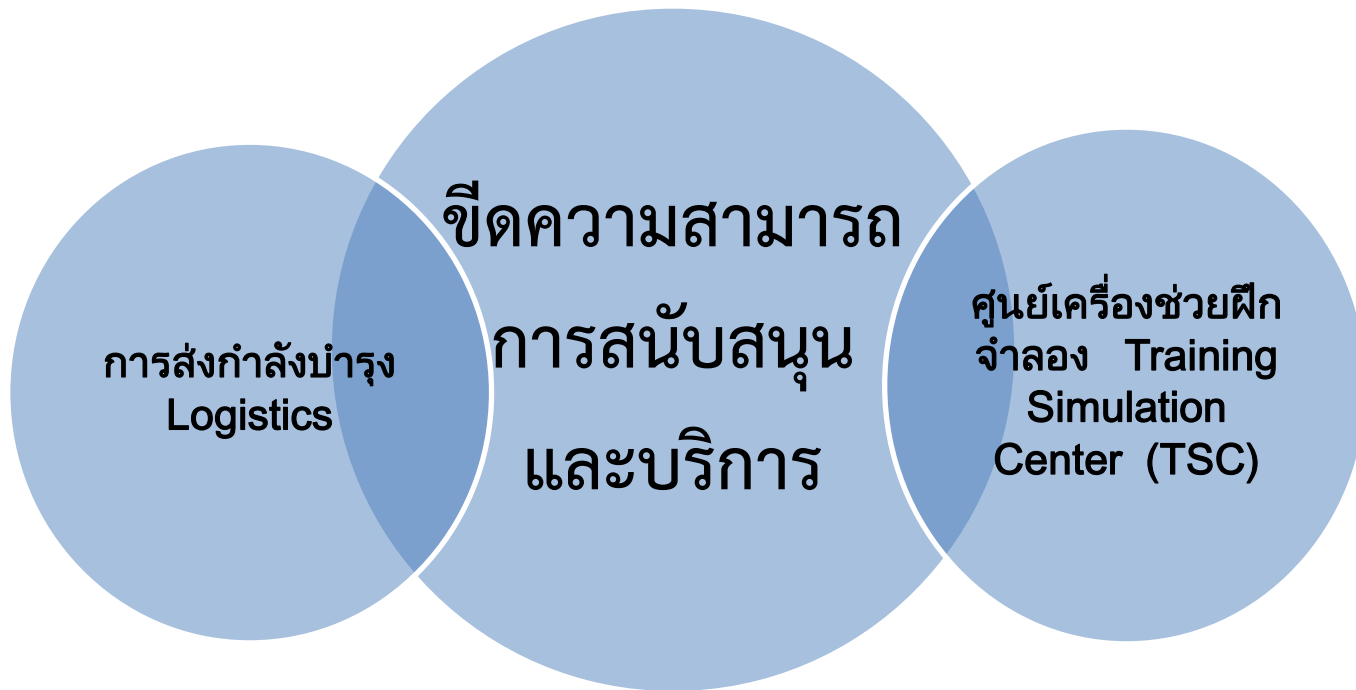 การส่งกำลังบำรุง
Logistics
ขีดความสามารถ
การสนับสนุน
และบริการ
ศูนย์เครื่องช่วยฝึก
จำลอง Training
Simulation
Center (TSC)